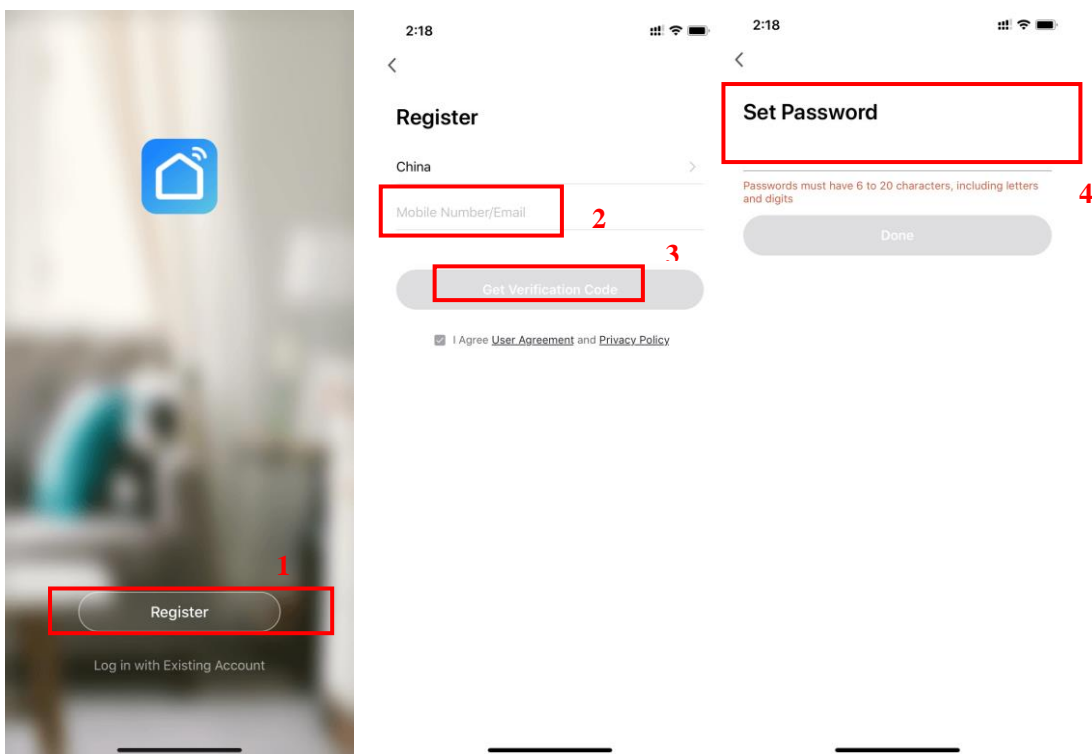 1
Register
Log in with Existing Account
2:18
Register
China
Mobile Number/Email
2
3
Get Verification Code
I Agree User Agreement and Privacy Policy
2:18
Set Password
Passwords must have 6 to 20 characters, including letters
and digits
4
Done